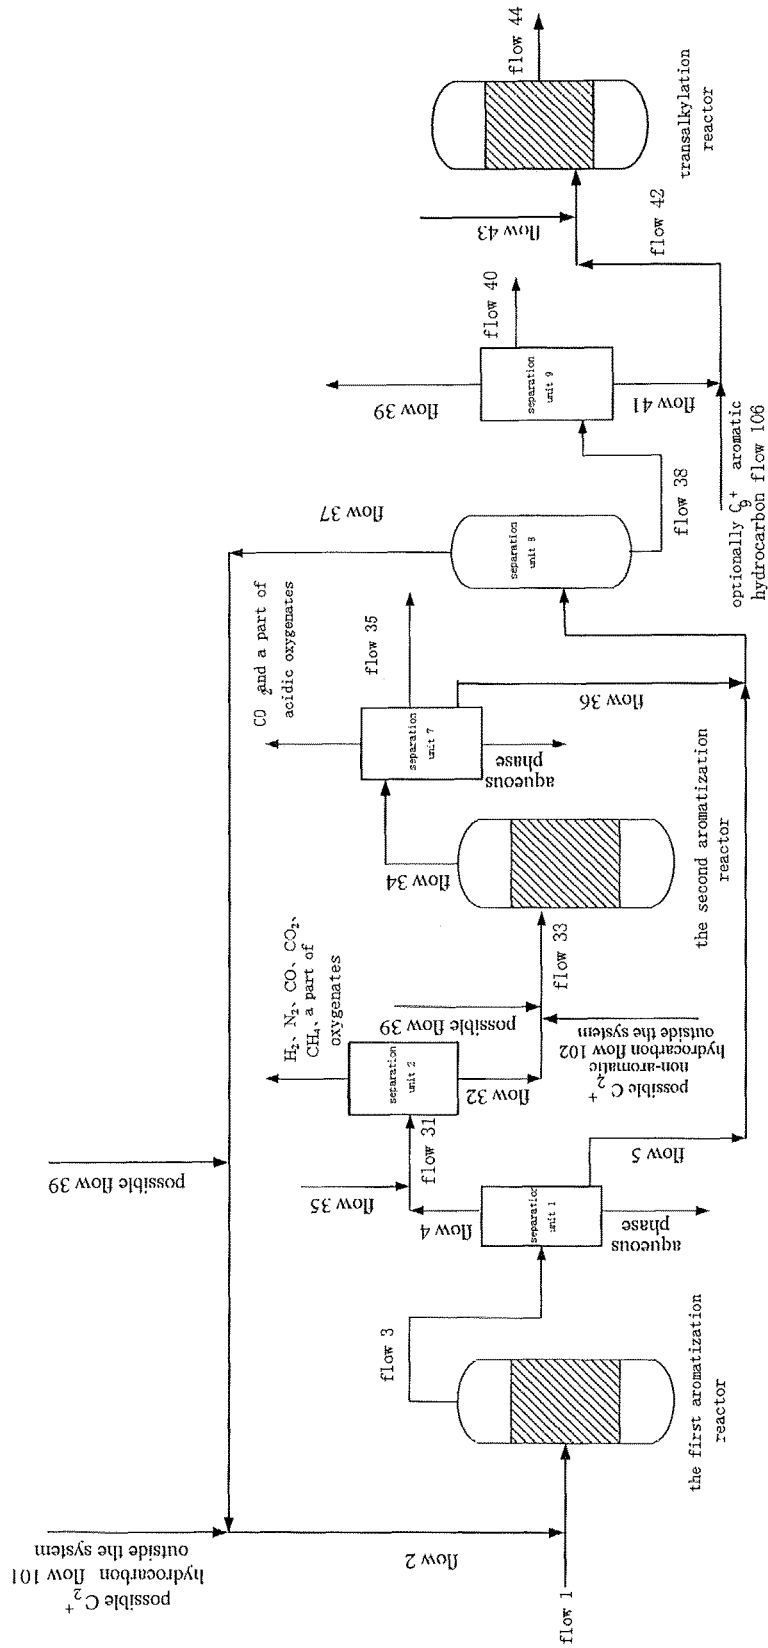 flow 1
flow 2
possible C₂⁺
hydrocarbon flow 101
outside the system
possible flow 39
the first aromatization
reactor
flow 3
separation
unit 1
aqueous
phase
flow 4
flow 5
flow 35
flow 31
separation
unit 2
H₂、N₂、CO、CO₂、
CH₄、a part of
oxygenates
flow 32
possible flow 39
possible C₂⁺
non-aromatic
hydrocarbon flow 102
outside the system
flow 33
the second aromatization
reactor
flow 34
separation
unit 7
CO₂ and a part of
acidic oxygenates
aqueous
phase
flow 35
flow 36
flow 37
separation
unit 8
flow 38
separation
unit 9
flow 39
flow 40
flow 41
optionally C₉⁺ aromatic
hydrocarbon flow 106
flow 42
flow 43
transalkylation
reactor
flow 44